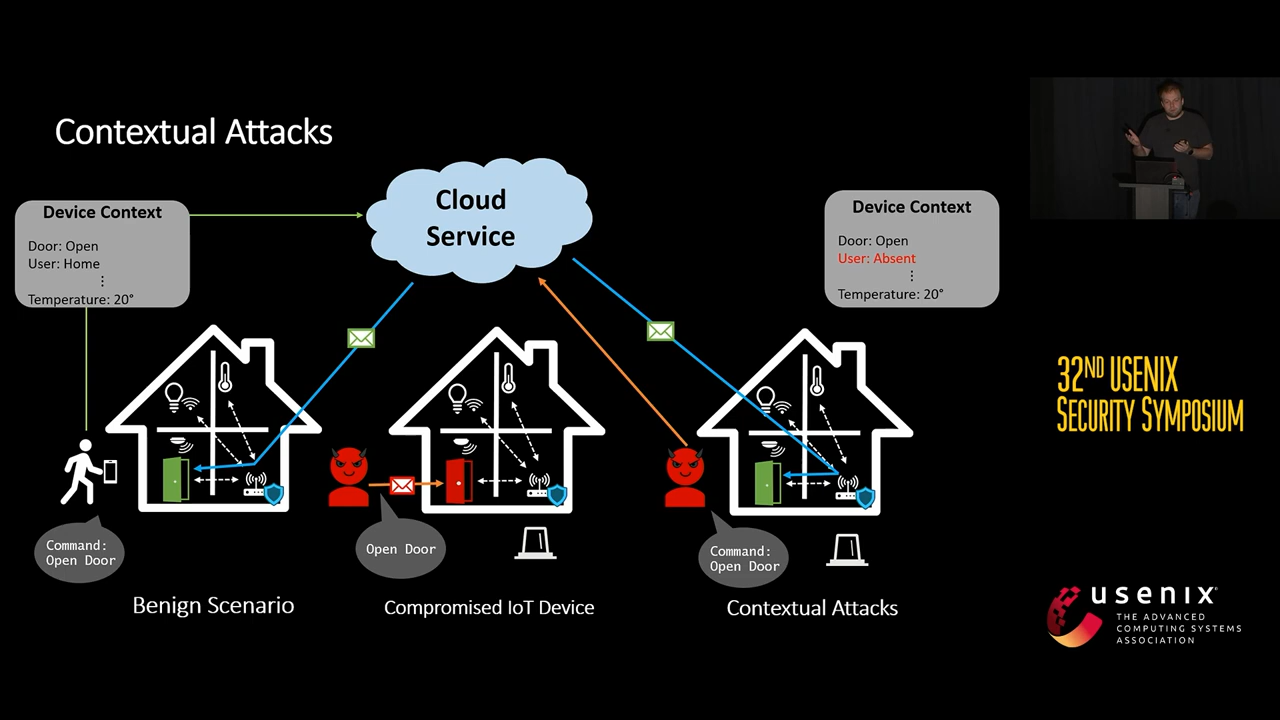 Contextual Attacks
Cloud
Service
Device Context
Door: Open
User: Home
⋮
Temperature: 20°
Device Context
Door: Open
User: Absent
⋮
Temperature: 20°
Command:
Open Door
Open Door
Command:
Open Door
Benign Scenario
Compromised IoT Device
Contextual Attacks
32ND USENIX
SECURITY SYMPOSIUM
usenix®
THE ADVANCED
COMPUTING SYSTEMS
ASSOCIATION